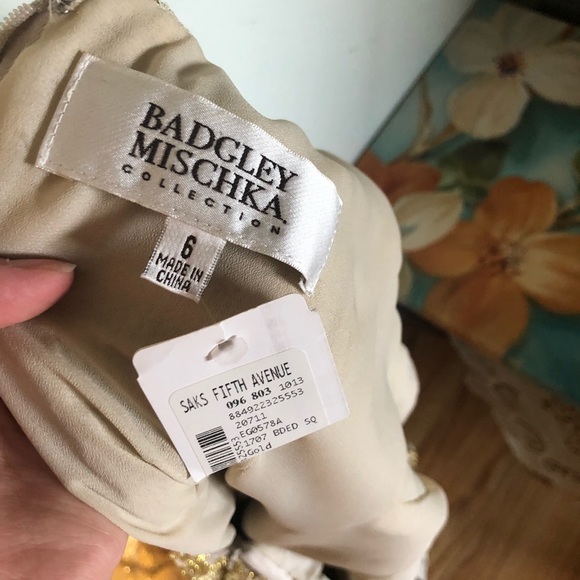 BADGLEY
MISCHKA
COLLECTION
6
MADE IN
CHINA
SAKS FIFTH AVENUE
096 803 1013
884922325553
20711
EG0578A
1707 BDED SQ
Gold